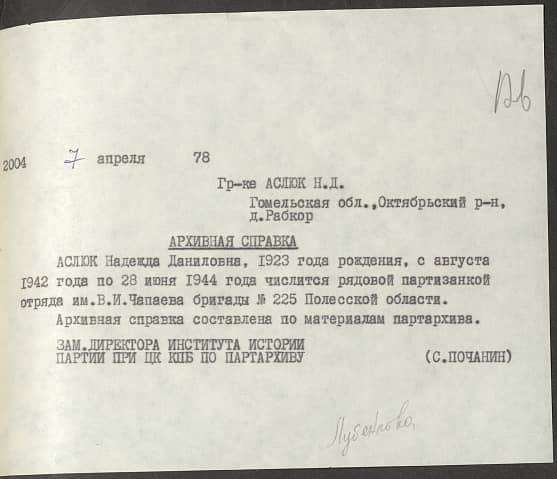 2004 7 апреля 78
Гр-ке АСЛЮК Н.Д.
Гомельская обл.,Октябрьский р-н,
д.Рабкор
АРХИВНАЯ СПРАВКА
АСЛЮК Надежда Даниловна, 1923 года рождения, с августа
1942 года по 28 июня 1944 года числится рядовой партизанкой
отряда им.В.И.Чапаева бригады № 225 Полесской области.
Архивная справка составлена по материалам партархива.
ЗАМ.ДИРЕКТОРА ИНСТИТУТА ИСТОРИИ
ПАРТИИ ПРИ ЦК КПБ ПО ПАРТАРХИВУ (С.ПОЧАНИН)